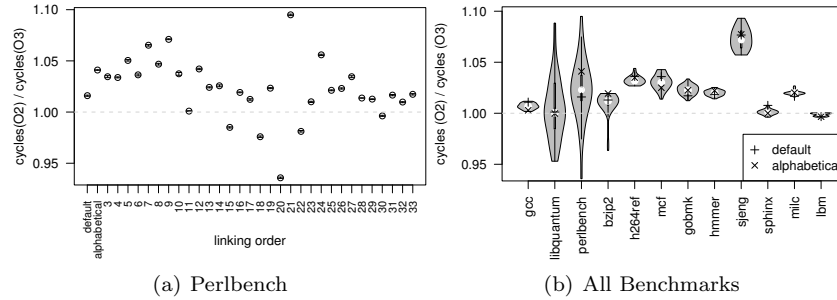 cycles(O2) / cycles(O3)
1.10
1.05
1.00
0.95
default
alphabetical
3
4
5
6
7
8
9
10
11
12
13
14
15
16
17
18
19
20
21
22
23
24
25
26
27
28
29
30
31
32
33
linking order
(a) Perlbench
cycles(O2) / cycles (O3)
1.10
1.05
1.00
0.95
default
alphabetical
gcc
libquantum
perlbench
bzip2
h264ref
mcf
gobmk
hmmer
sjeng
sphinx
milc
lbm
(b) All Benchmarks